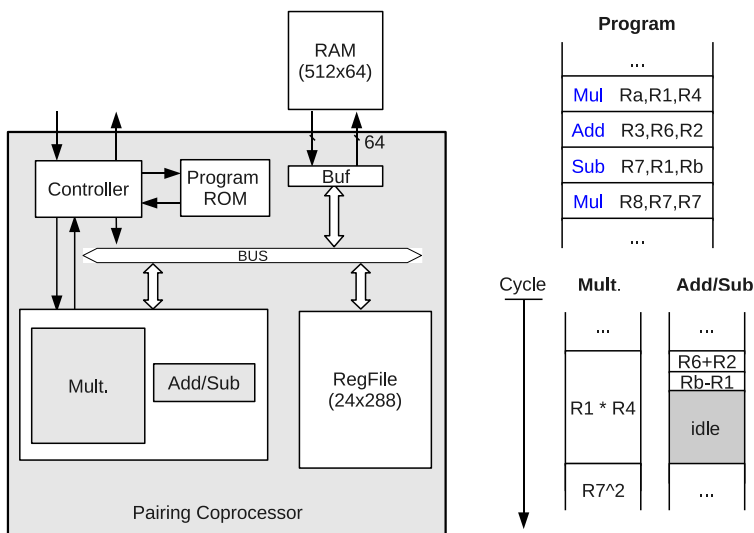 RAM
(512x64)
64
Controller
Program
ROM
Buf
BUS
Mult.
Add/Sub
RegFile
(24x288)
Pairing Coprocessor
Program
...
Mul Ra,R1,R4
Add R3,R6,R2
Sub R7,R1,Rb
Mul R8,R7,R7
...
Cycle
Mult.
Add/Sub
...
...
R6+R2
Rb-R1
R1 * R4
idle
R7^2
...